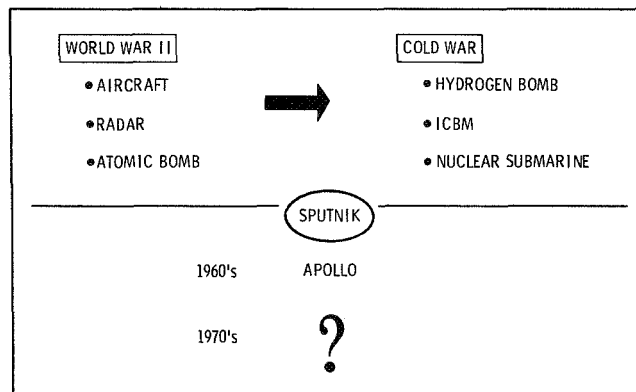 WORLD WAR II
• AIRCRAFT
• RADAR
• ATOMIC BOMB
COLD WAR
• HYDROGEN BOMB
• ICBM
• NUCLEAR SUBMARINE
SPUTNIK
1960's APOLLO
1970's ?